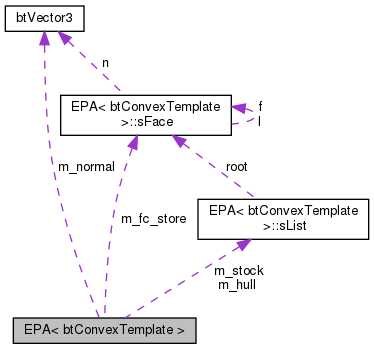 btVector3
n
EPA< btConvexTemplate
>::sFace
f
l
m_normal
root
m_fc_store
EPA< btConvexTemplate
>::sList
m_stock
m_hull
EPA< btConvexTemplate >